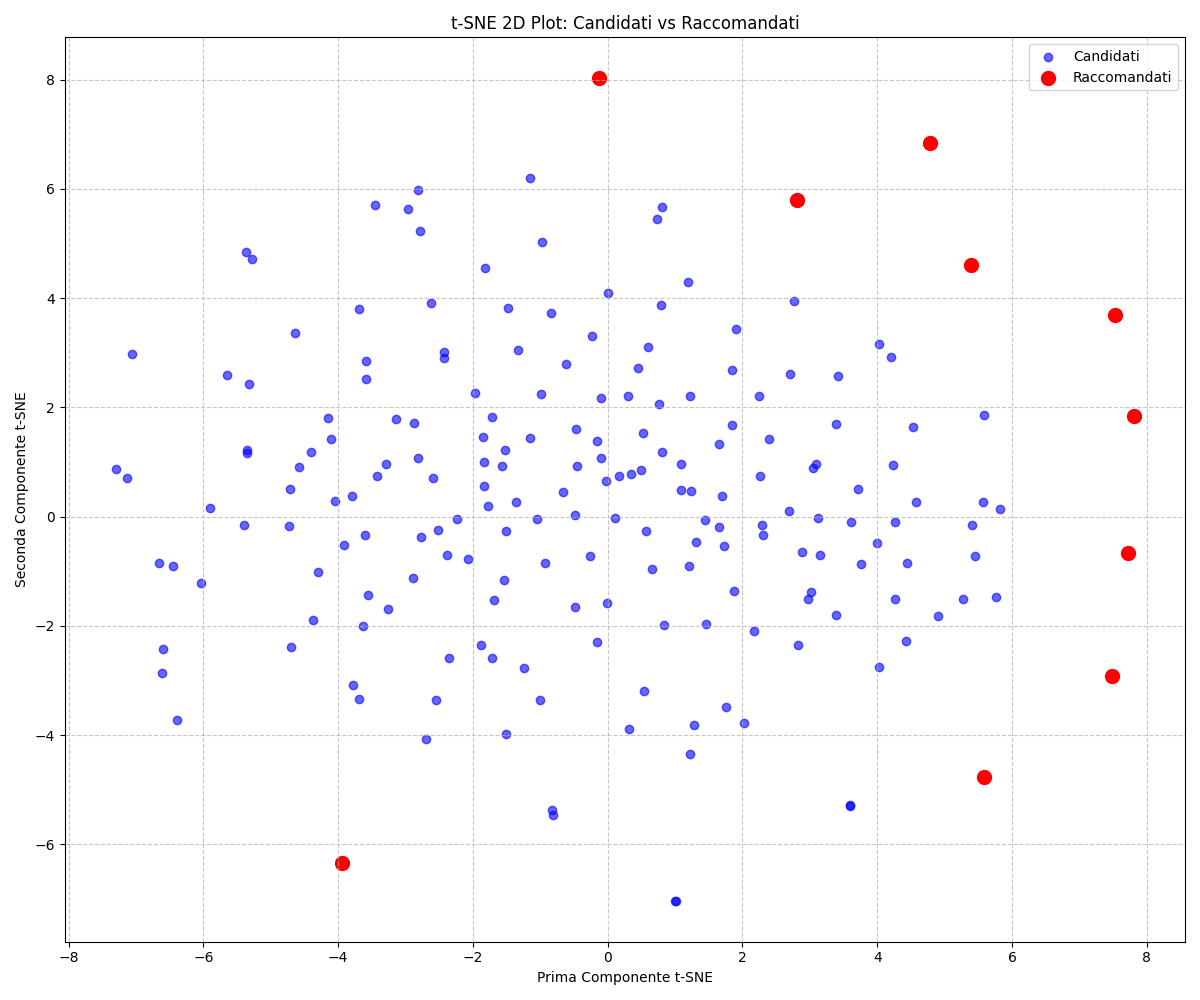 t-SNE 2D Plot: Candidati vs Raccomandati
Candidati
Raccomandati
Seconda Componente t-SNE
8
6
4
2
0
−2
−4
−6
−8 −6 −4 −2 0 2 4 6 8
Prima Componente t-SNE